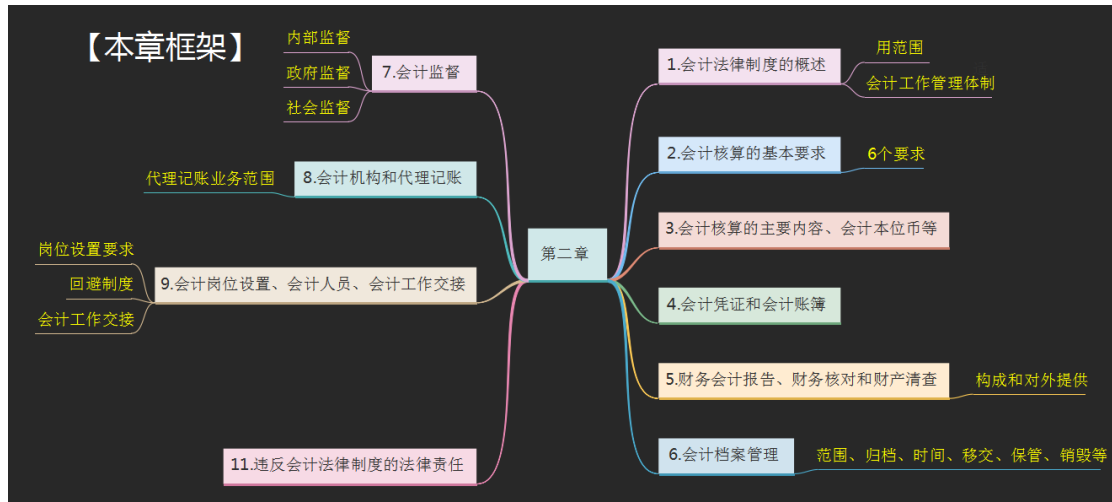 【本章框架】
第二章
1.会计法律制度的概述
用范围
会计工作管理体制
2.会计核算的基本要求
6个要求
3.会计核算的主要内容、会计本位币等
4.会计凭证和会计账簿
5.财务会计报告、财务核对和财产清查
构成和对外提供
6.会计档案管理
范围、归档、时间、移交、保管、销毁等
7.会计监督
内部监督
政府监督
社会监督
8.会计机构和代理记账
代理记账业务范围
9.会计岗位设置、会计人员、会计工作交接
岗位设置要求
回避制度
会计工作交接
11.违反会计法律制度的法律责任